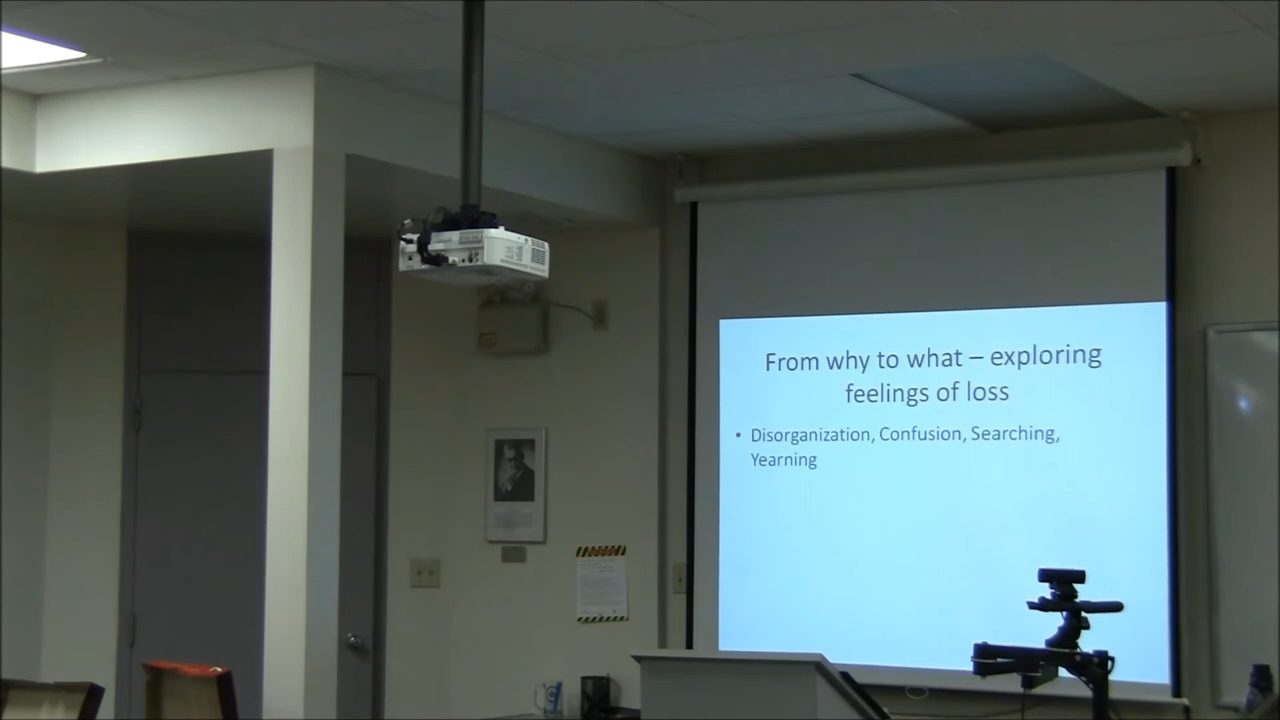 From why to what – exploring
feelings of loss
• Disorganization, Confusion, Searching,
Yearning